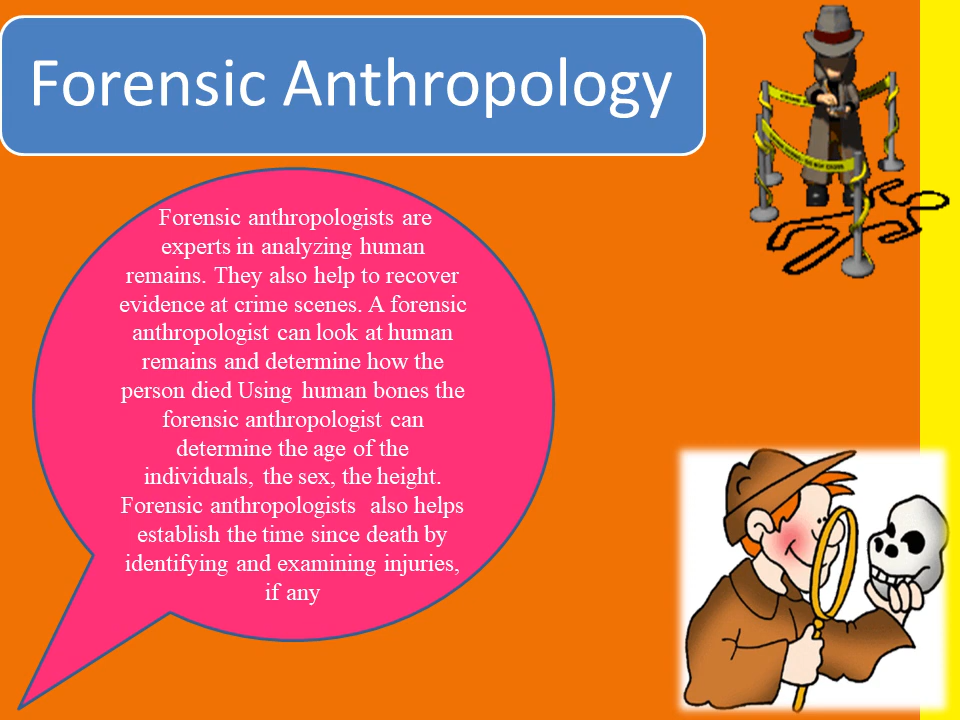 Forensic Anthropology
Forensic anthropologists are
experts in analyzing human
remains. They also help to recover
evidence at crime scenes. A forensic
anthropologist can look at human
remains and determine how the
person died Using human bones the
forensic anthropologist can
determine the age of the
individuals, the sex, the height.
Forensic anthropologists also helps
establish the time since death by
identifying and examining injuries,
if any